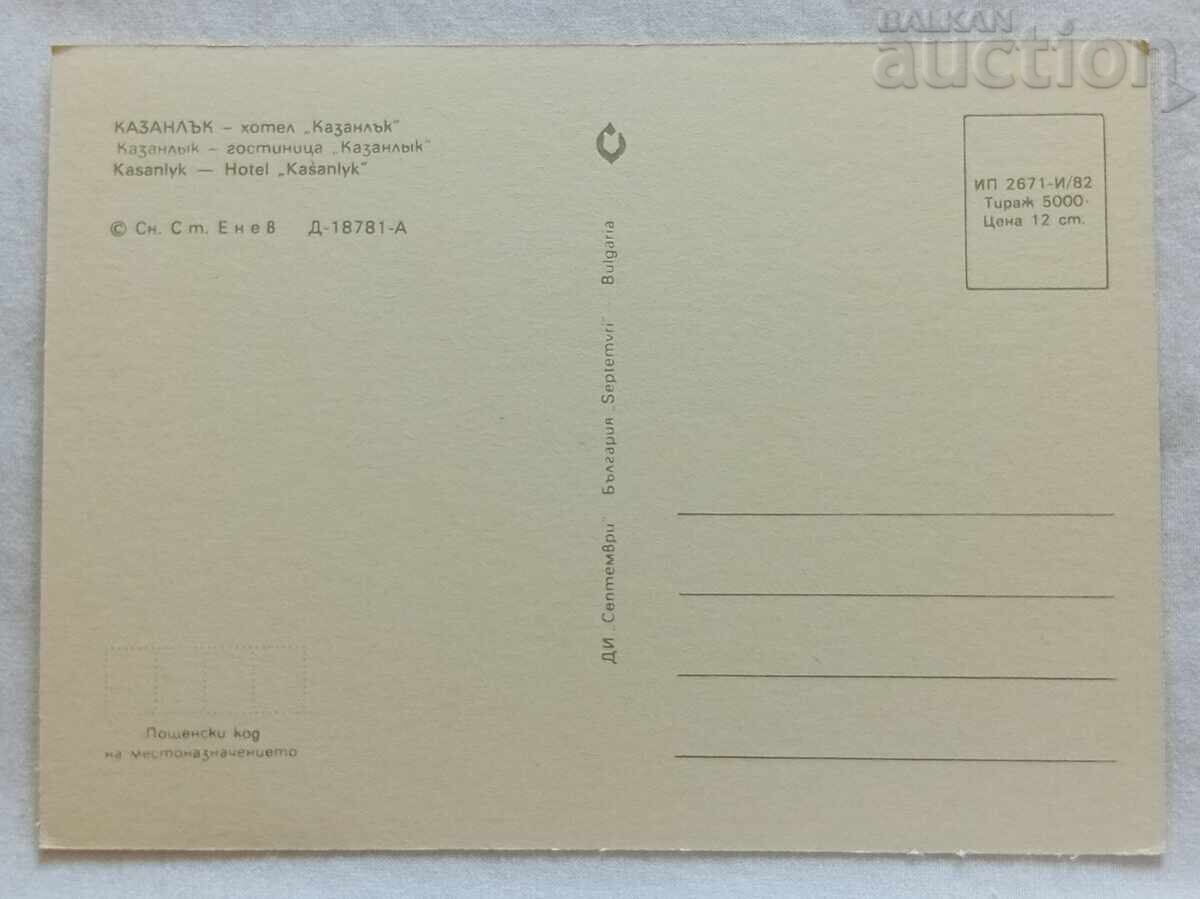 BALKAN
auction
КАЗАНЛЪК – хотел „Казанлък“
Казанлык – гостиница „Казанлык“
Kasanlyk — Hotel „Kasanlyk“
© Сн. Ст. Енев Д-18781-А
ИП 2671-И/82
Тираж 5000·
Цена 12 ст.
ДИ „Септември“ България „Septemvri“ Bulgaria
Пощенски код
на местоназначението